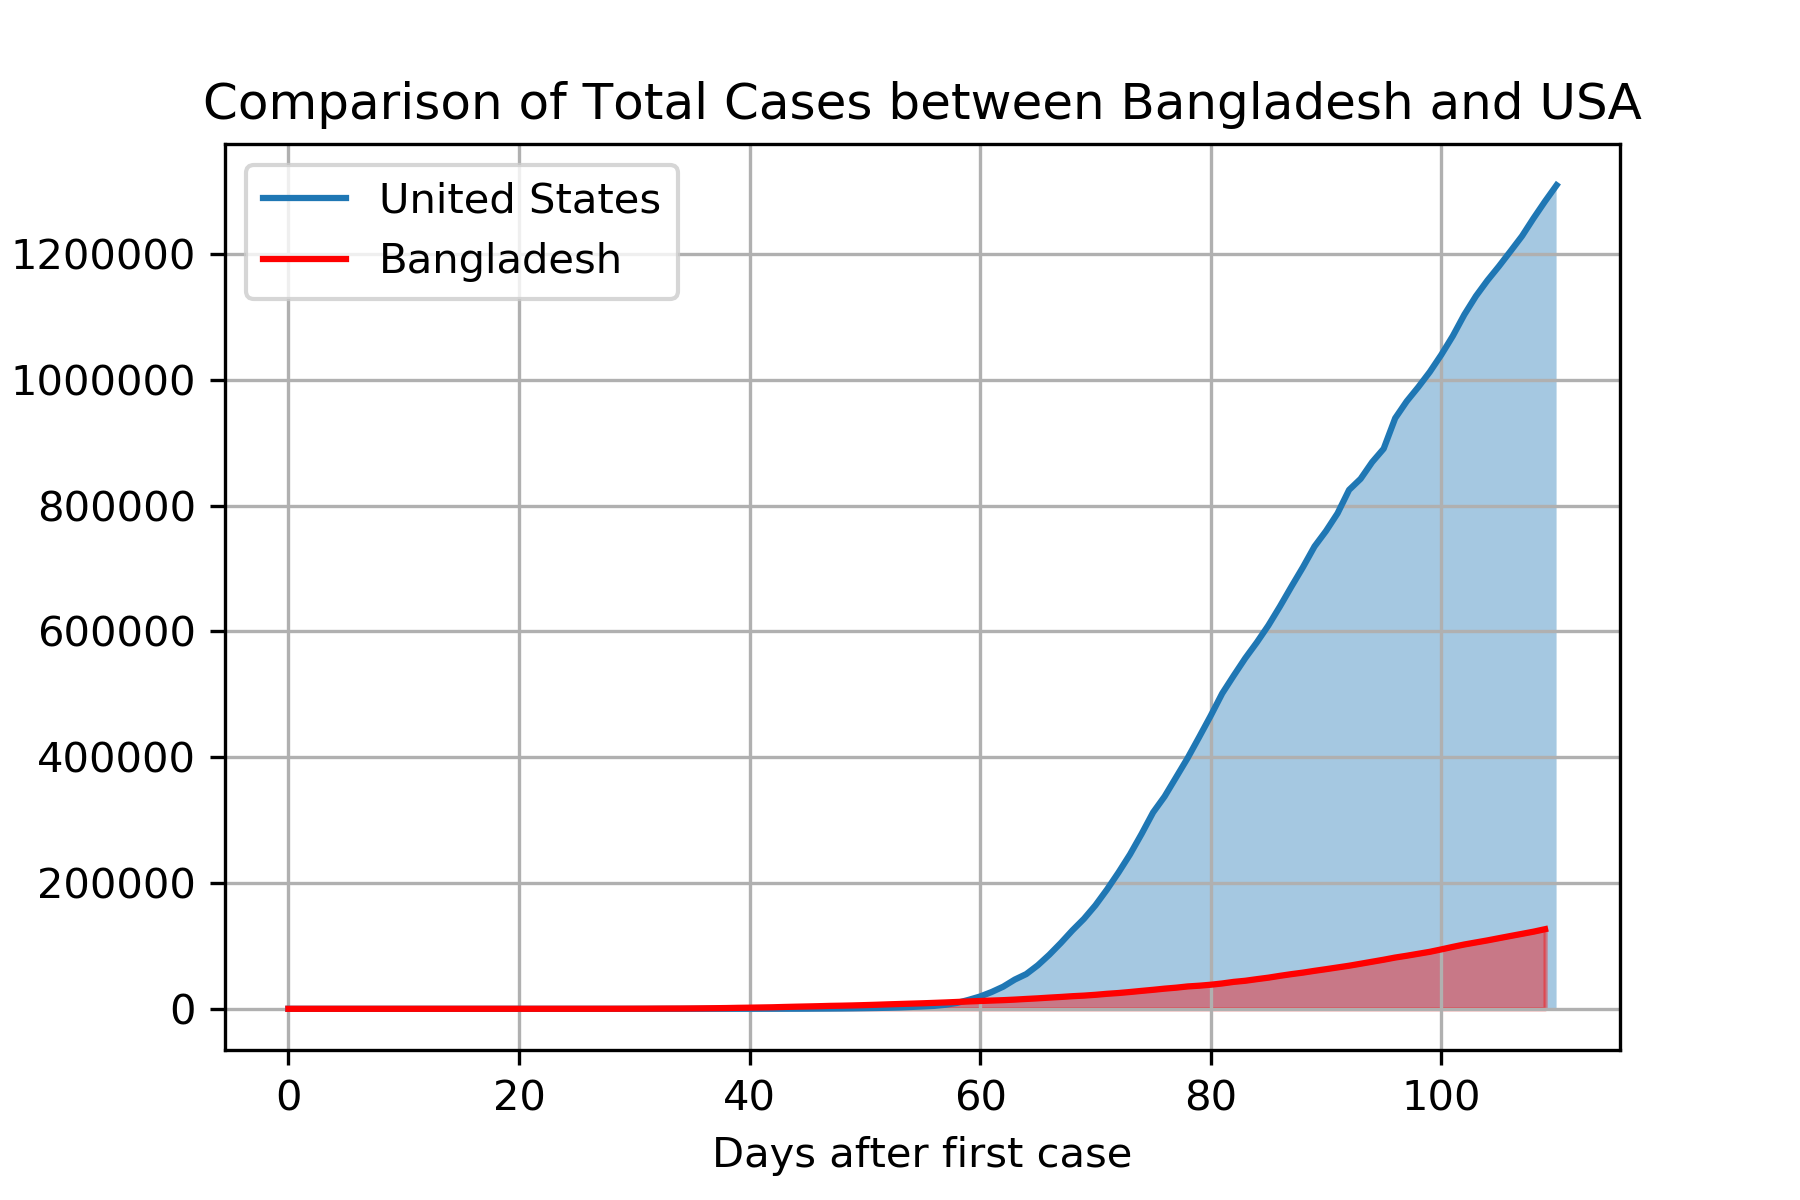 Comparison of Total Cases between Bangladesh and USA
United States
Bangladesh
1200000
1000000
800000
600000
400000
200000
0
0 20 40 60 80 100
Days after first case